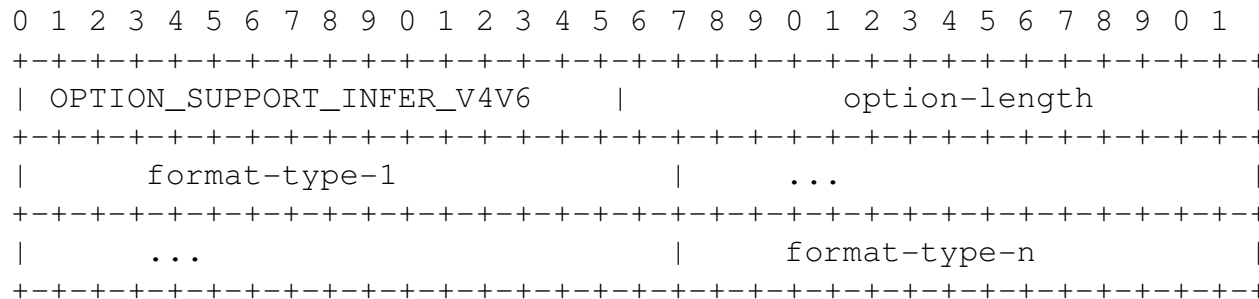 0 1 2 3 4 5 6 7 8 9 0 1 2 3 4 5 6 7 8 9 0 1 2 3 4 5 6 7 8 9 0 1
+-+-+-+-+-+-+-+-+-+-+-+-+-+-+-+-+-+-+-+-+-+-+-+-+-+-+-+-+-+-+-+-+
| OPTION_SUPPORT_INFER_V4V6    |           option-length        |
+-+-+-+-+-+-+-+-+-+-+-+-+-+-+-+-+-+-+-+-+-+-+-+-+-+-+-+-+-+-+-+-+
|      format-type-1              |     ...                     |
+-+-+-+-+-+-+-+-+-+-+-+-+-+-+-+-+-+-+-+-+-+-+-+-+-+-+-+-+-+-+-+-+
|      ...                        |     format-type-n           |
+-+-+-+-+-+-+-+-+-+-+-+-+-+-+-+-+-+-+-+-+-+-+-+-+-+-+-+-+-+-+-+-